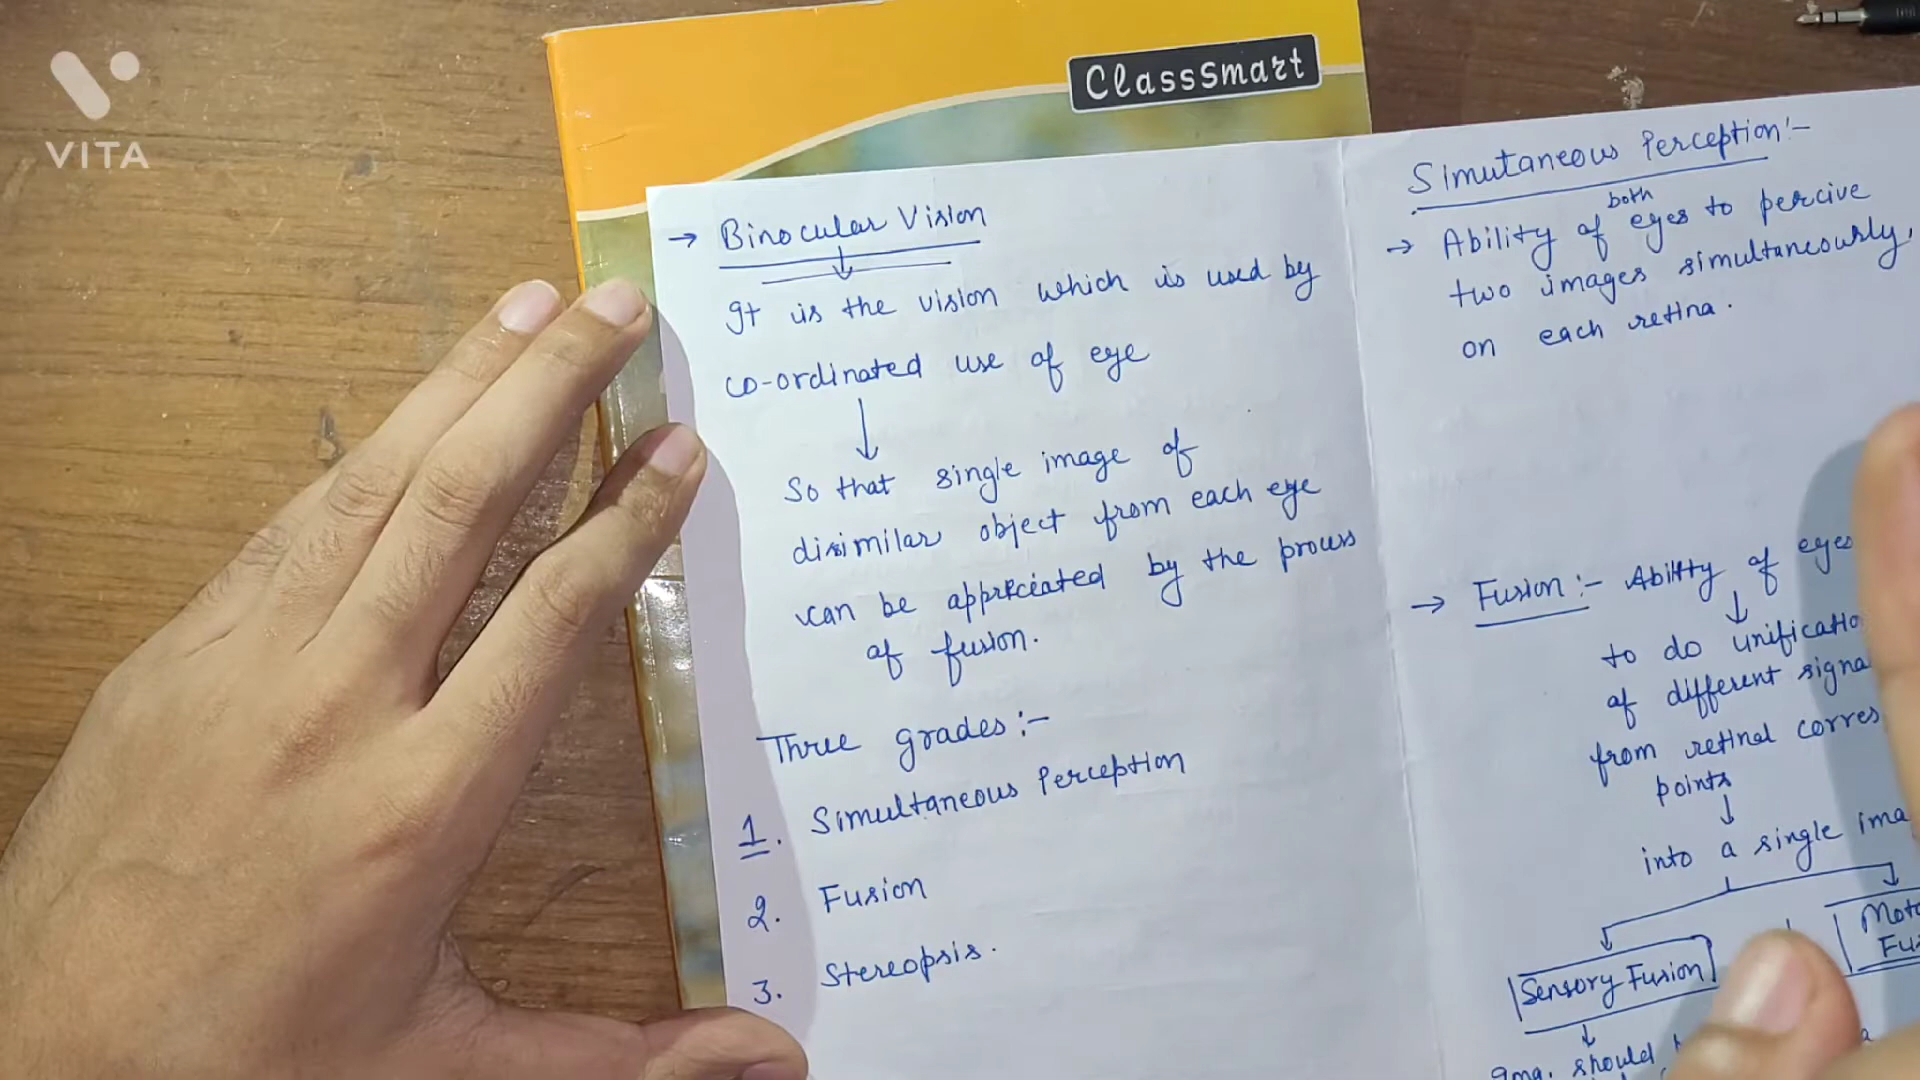 VITA
ClassSmart
→ Binocular Vision
It is the vision which is used by
co-ordinated use of eye
So that single image of
disimilar object from each eye
can be appreciated by the process
of fusion.
Three grades:-
1. Simultaneous Perception
2. Fusion
3. Stereopsis.
Simutaneous Perception:-
→ Ability of both eyes to percive
two images simultaneously,
on each retina.
→ Fusion:- Ability of eyes
to do unificatio
of different signa
from retinal corres
points
into a single ima
Sensory Fusion
Moto
Fus
should